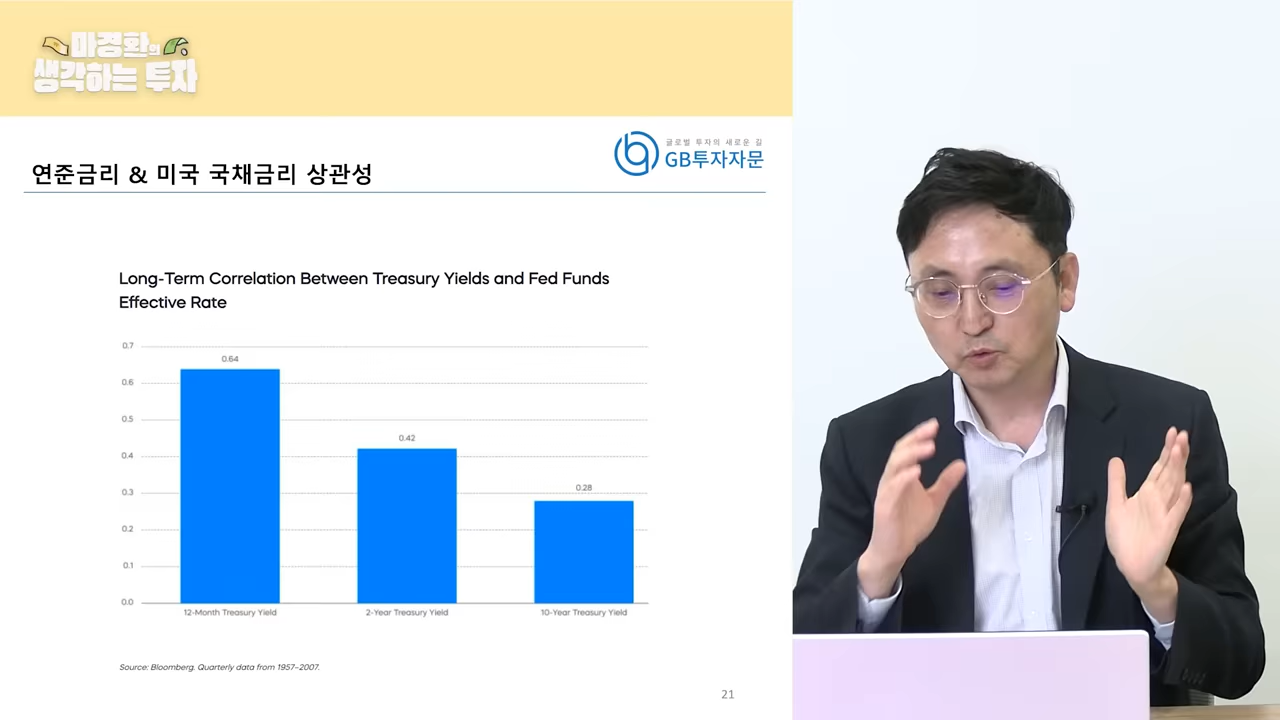 마경환의
생각하는 투자
글로벌 투자의 새로운 길
GB투자자문
연준금리 & 미국 국채금리 상관성
Long-Term Correlation Between Treasury Yields and Fed Funds
Effective Rate
0.7
0.64
0.6
0.5
0.42
0.4
0.3
0.28
0.2
0.1
0.0
12-Month Treasury Yield
2-Year Treasury Yield
10-Year Treasury Yield
Source: Bloomberg. Quarterly data from 1957–2007.
21